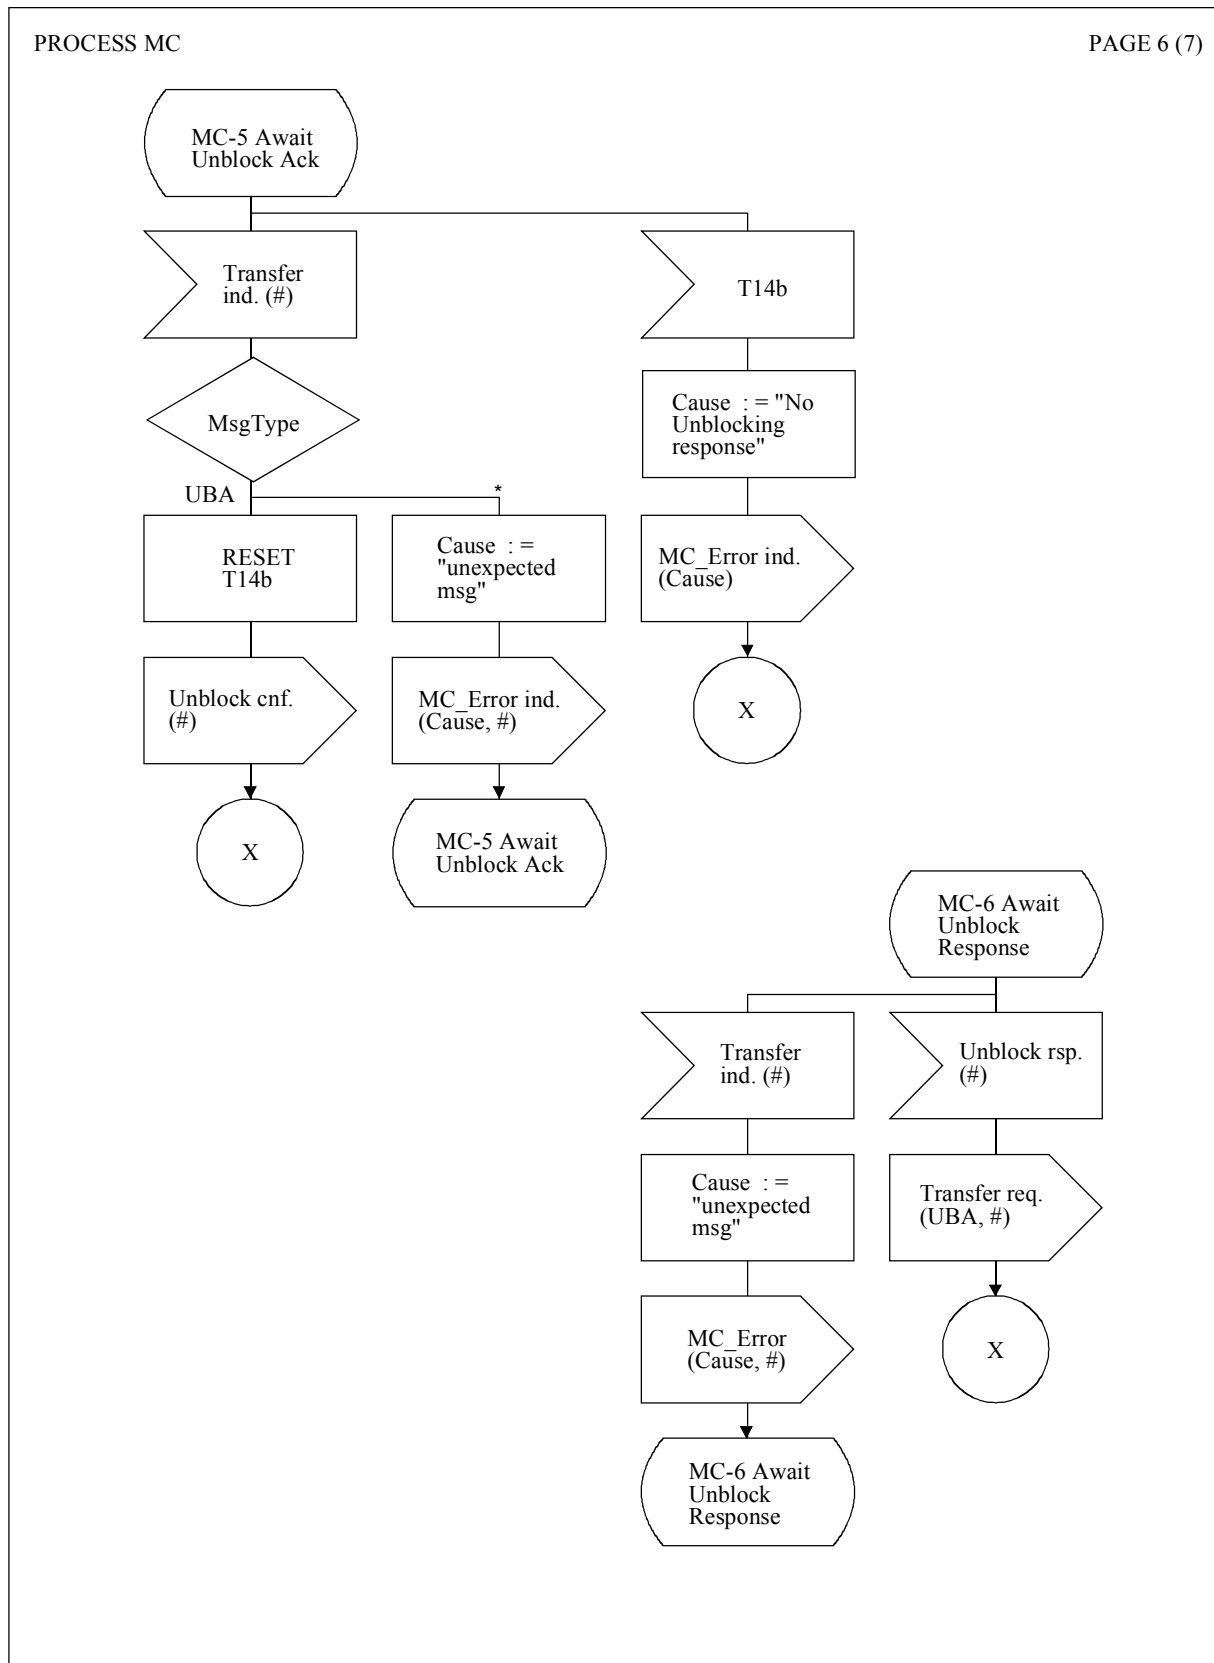 PROCESS MC
PAGE 6 (7)
MC-5 Await
Unblock Ack
Transfer
ind. (#)
T14b
MsgType
Cause : = "No
Unblocking
response"
UBA
*
RESET
T14b
Cause : =
"unexpected
msg"
MC_Error ind.
(Cause)
Unblock cnf.
(#)
MC_Error ind.
(Cause, #)
X
X
MC-5 Await
Unblock Ack
MC-6 Await
Unblock
Response
Transfer
ind. (#)
Unblock rsp.
(#)
Cause : =
"unexpected
msg"
Transfer req.
(UBA, #)
MC_Error
(Cause, #)
X
MC-6 Await
Unblock
Response